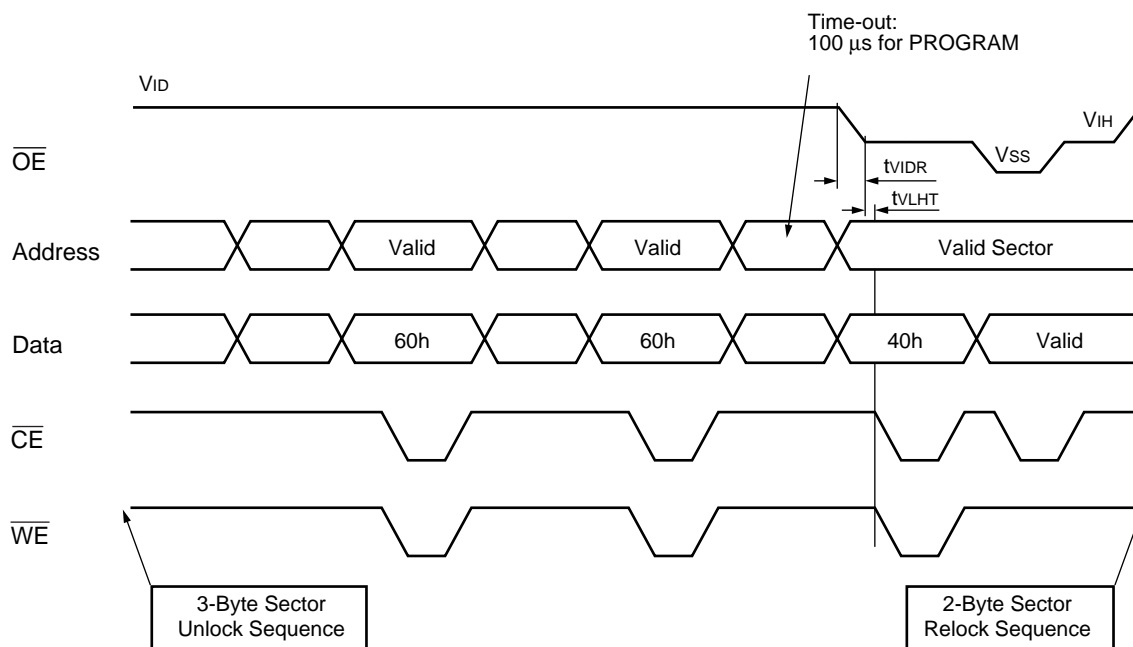 Time-out:
100 μs for PROGRAM
VID
VIH
OE
VSS
tVIDR
tVLHT
Address
Valid
Valid
Valid Sector
Data
60h
60h
40h
Valid
CE
WE
3-Byte Sector
Unlock Sequence
2-Byte Sector
Relock Sequence